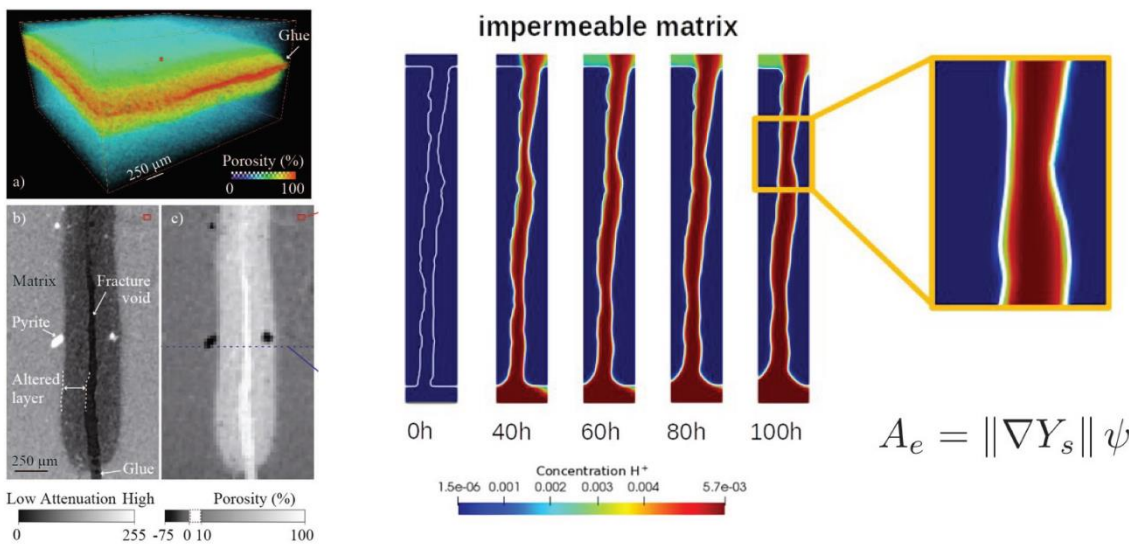 Glue
250 µm
Porosity (%)
0 100
a)
b)
Matrix
Fracture
void
Pyrite
Altered
layer
250 µm
Glue
c)
Low Attenuation High
0 255
Porosity (%)
-75 0 10 100
impermeable matrix
0h 40h 60h 80h 100h
Concentration H⁺
1.5e-06 0.001 0.002 0.003 0.004 5.7e-03
Aₑ = ‖∇Yₛ‖ ψ